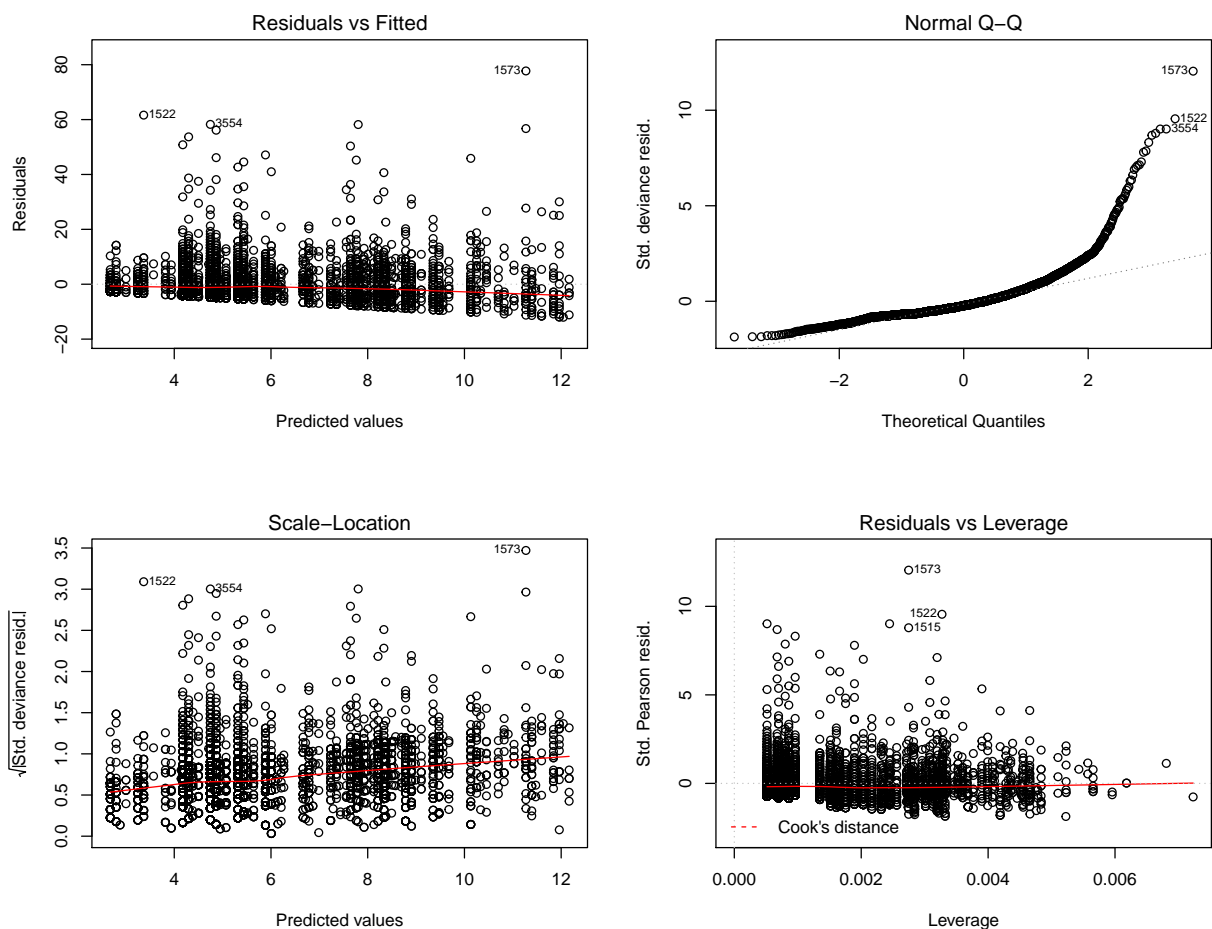 Residuals vs Fitted
80
60
40
20
0
−20
4 6 8 10 12
Residuals
Predicted values
1573
1522
3554
Normal Q−Q
10
5
0
−2 0 2
Std. deviance resid.
Theoretical Quantiles
1573
1522
3554
Scale−Location
3.5
3.0
2.5
2.0
1.5
1.0
0.5
0.0
4 6 8 10 12
√|Std. deviance resid.|
Predicted values
1573
1522
3554
Residuals vs Leverage
10
5
0
0.000 0.002 0.004 0.006
Std. Pearson resid.
Leverage
1573
1522
1515
Cook's distance